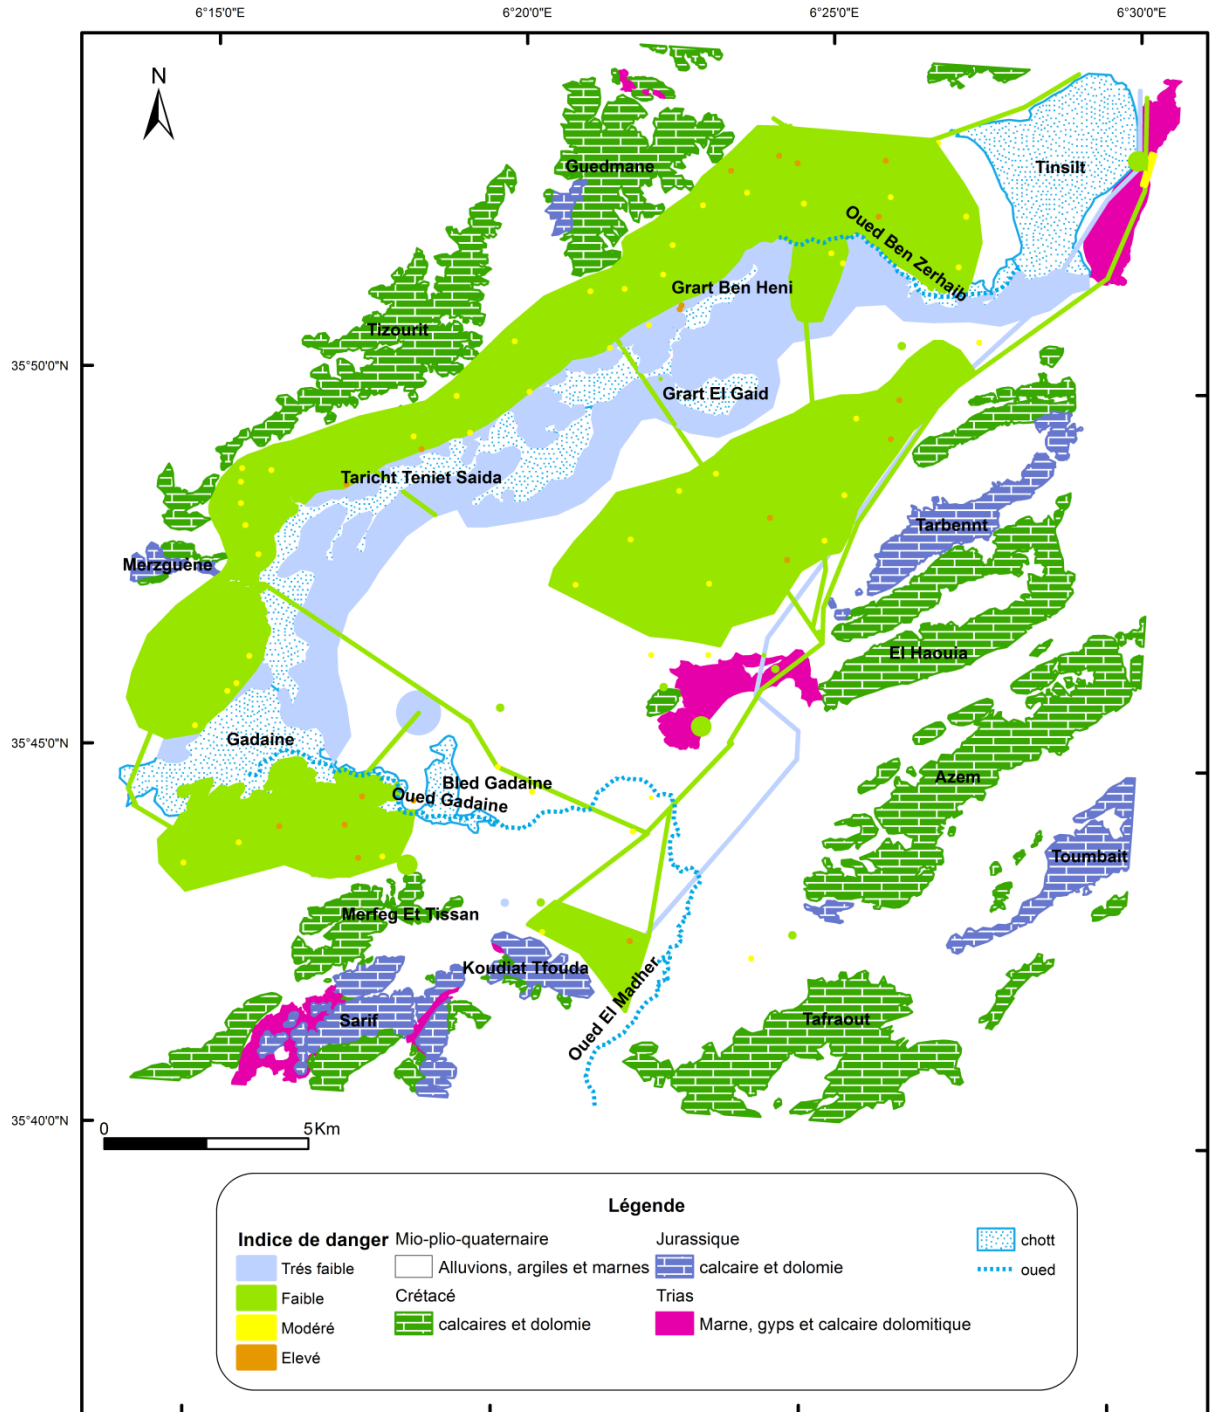 6°15'0"E 6°20'0"E 6°25'0"E 6°30'0"E
N
Guedmane
Tinsilt
Oued Ben Zerhaib
Grart Ben Heni
Tizourit
35°50'0"N
Grart El Gaid
Taricht Teniet Saida
Tarbennt
Merzguène
El Haouia
35°45'0"N
Gadaine
Azem
Bled Gadaine
Oued Gadaine
Toumbait
Merfeg Et Tissan
Koudiat Tfouda
Oued El Madher
Sarif
Tafraout
35°40'0"N
0 5Km
Légende
Indice de danger
Trés faible
Faible
Modéré
Elevé
Mio-plio-quaternaire
Alluvions, argiles et marnes
Crétacé
calcaires et dolomie
Jurassique
calcaire et dolomie
Trias
Marne, gyps et calcaire dolomitique
chott
oued